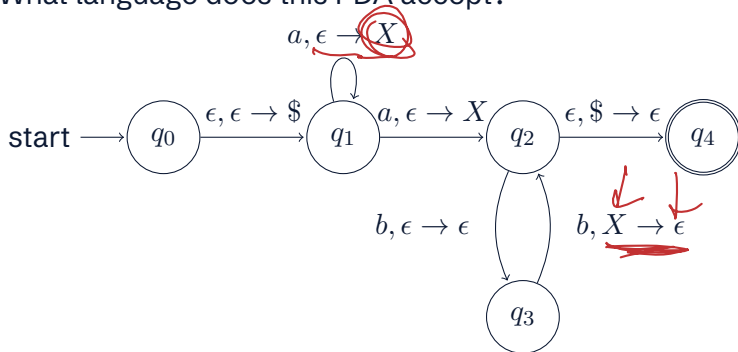 What language does this PDA accept?
a, ϵ → X
start
q0
ϵ, ϵ → $
q1
a, ϵ → X
q2
ϵ, $ → ϵ
q4
b, ϵ → ϵ
b, X → ϵ
q3